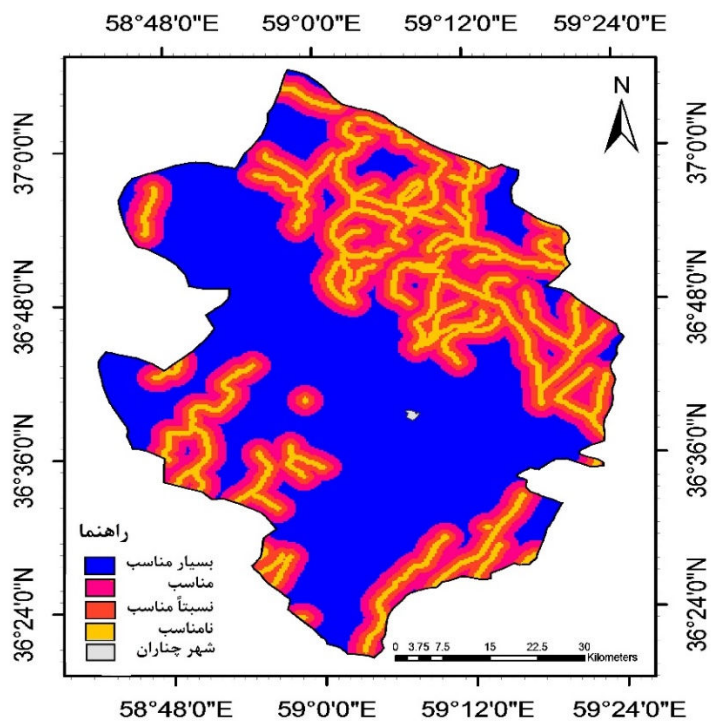 58°48'0"E 59°0'0"E 59°12'0"E 59°24'0"E
N
37°0'0"N
36°48'0"N
36°36'0"N
36°24'0"N
37°0'0"N
36°48'0"N
36°36'0"N
36°24'0"N
راهنما
بسیار مناسب
مناسب
نسبتاً مناسب
نامناسب
شهر چناران
0 3.75 7.5 15 22.5 30
Kilometers
58°48'0"E 59°0'0"E 59°12'0"E 59°24'0"E